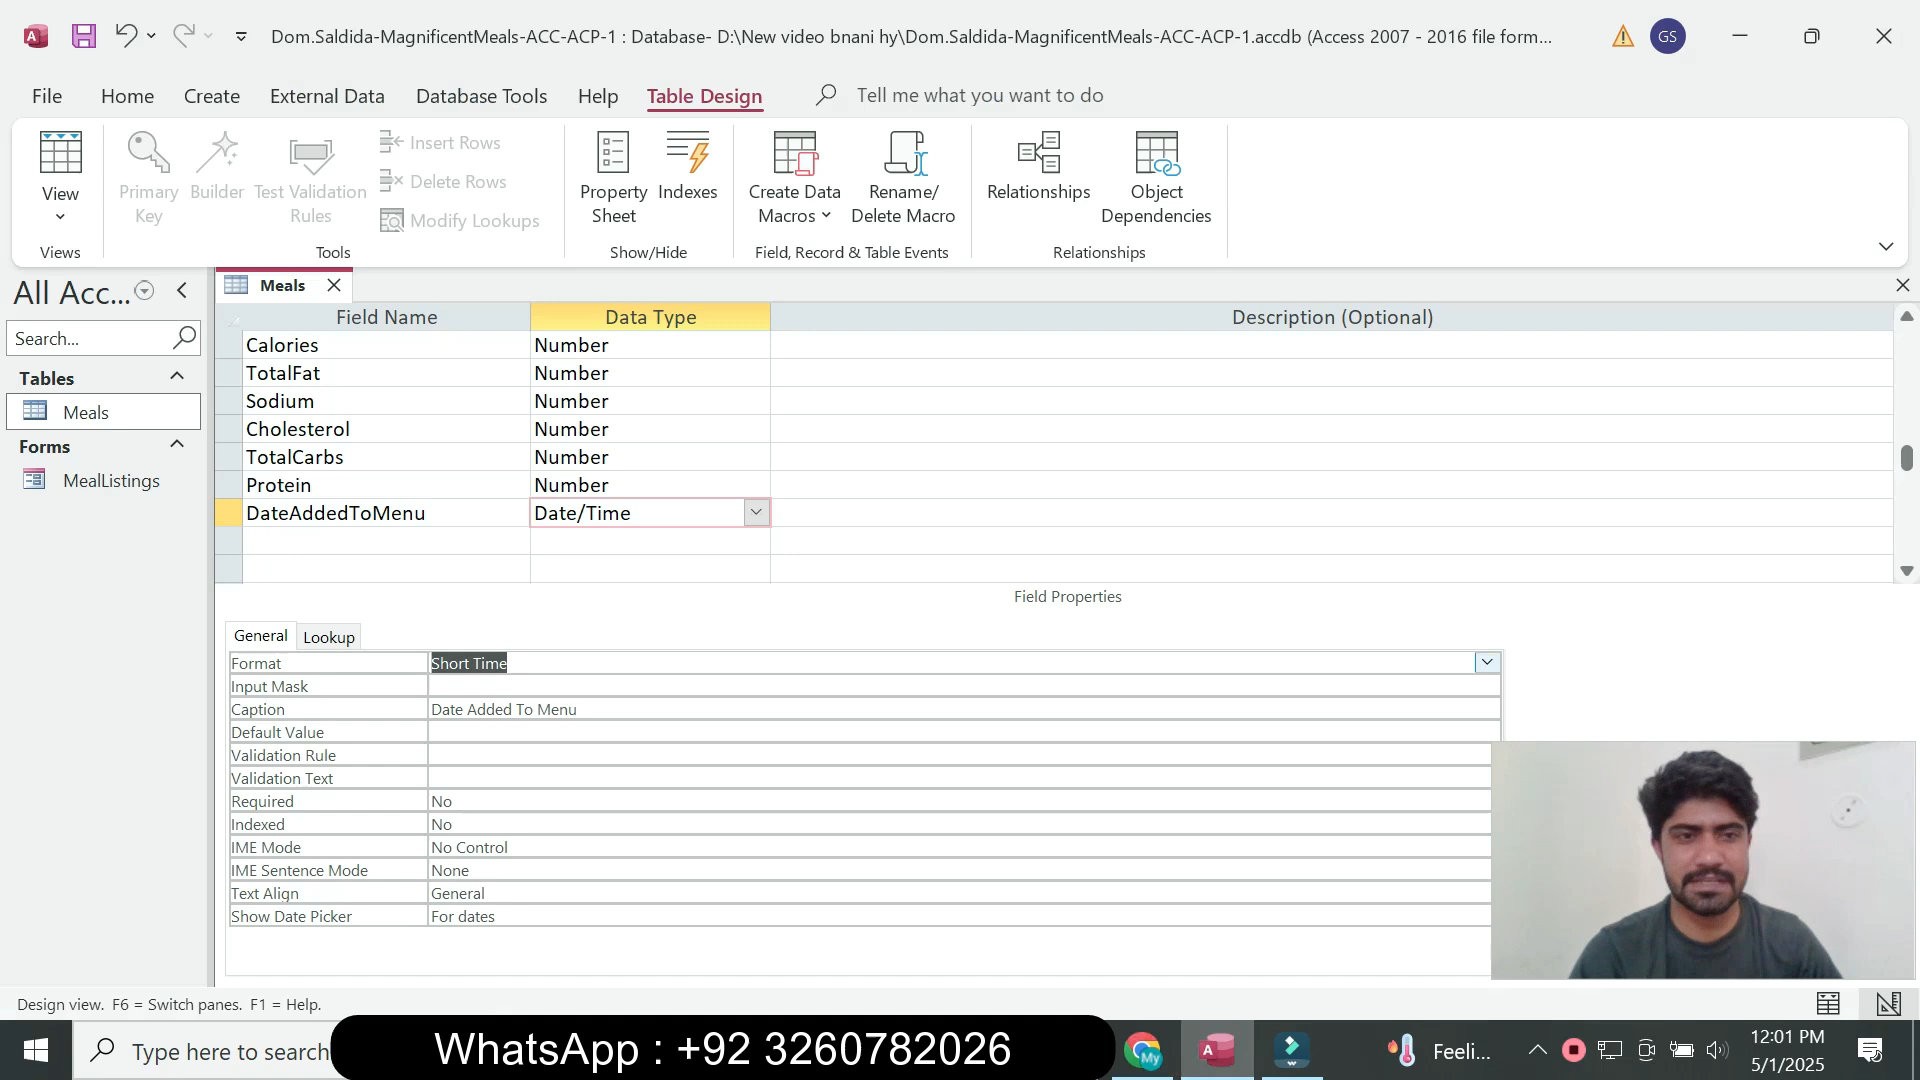 Dom.Saldida-MagnificentMeals-ACC-ACP-1 : Database- D:\New video bnani hy\Dom.Saldida-MagnificentMeals-ACC-ACP-1.accdb (Access 2007 - 2016 file form...
GS
File Home Create External Data Database Tools Help Table Design Tell me what you want to do
View
Views
Primary Key
Builder
Test Validation Rules
Insert Rows
Delete Rows
Modify Lookups
Tools
Property Sheet
Indexes
Show/Hide
Create Data Macros
Rename/ Delete Macro
Field, Record & Table Events
Relationships
Object Dependencies
Relationships
All Acc...
Search...
Tables
Meals
Forms
MealListings
Meals
Field Name Data Type Description (Optional)
Calories Number
TotalFat Number
Sodium Number
Cholesterol Number
TotalCarbs Number
Protein Number
DateAddedToMenu Date/Time
Field Properties
General Lookup
Format Short Time
Input Mask
Caption Date Added To Menu
Default Value
Validation Rule
Validation Text
Required No
Indexed No
IME Mode No Control
IME Sentence Mode None
Text Align General
Show Date Picker For dates
Design view. F6 = Switch panes. F1 = Help.
Type here to search
WhatsApp : +92 3260782026
My
Feeli...
12:01 PM
5/1/2025